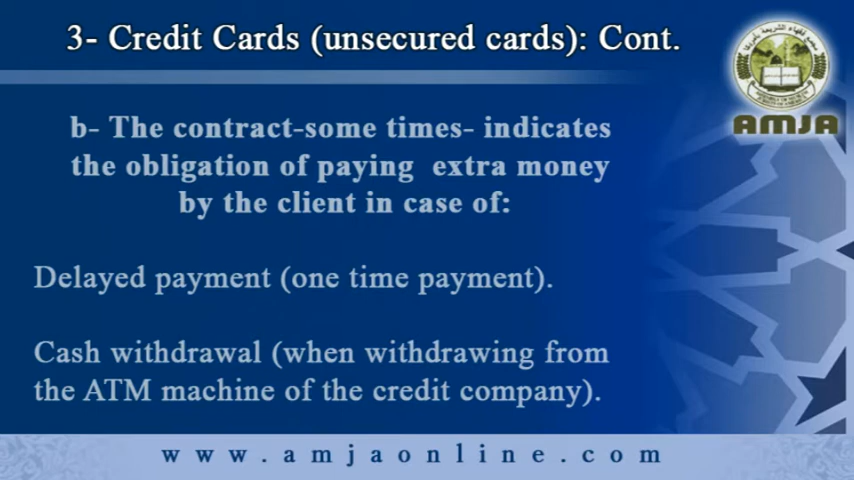 3- Credit Cards (unsecured cards): Cont.
AMJA
b- The contract-some times- indicates
the obligation of paying extra money
by the client in case of:
Delayed payment (one time payment).
Cash withdrawal (when withdrawing from
the ATM machine of the credit company).
www.amjaonline.com